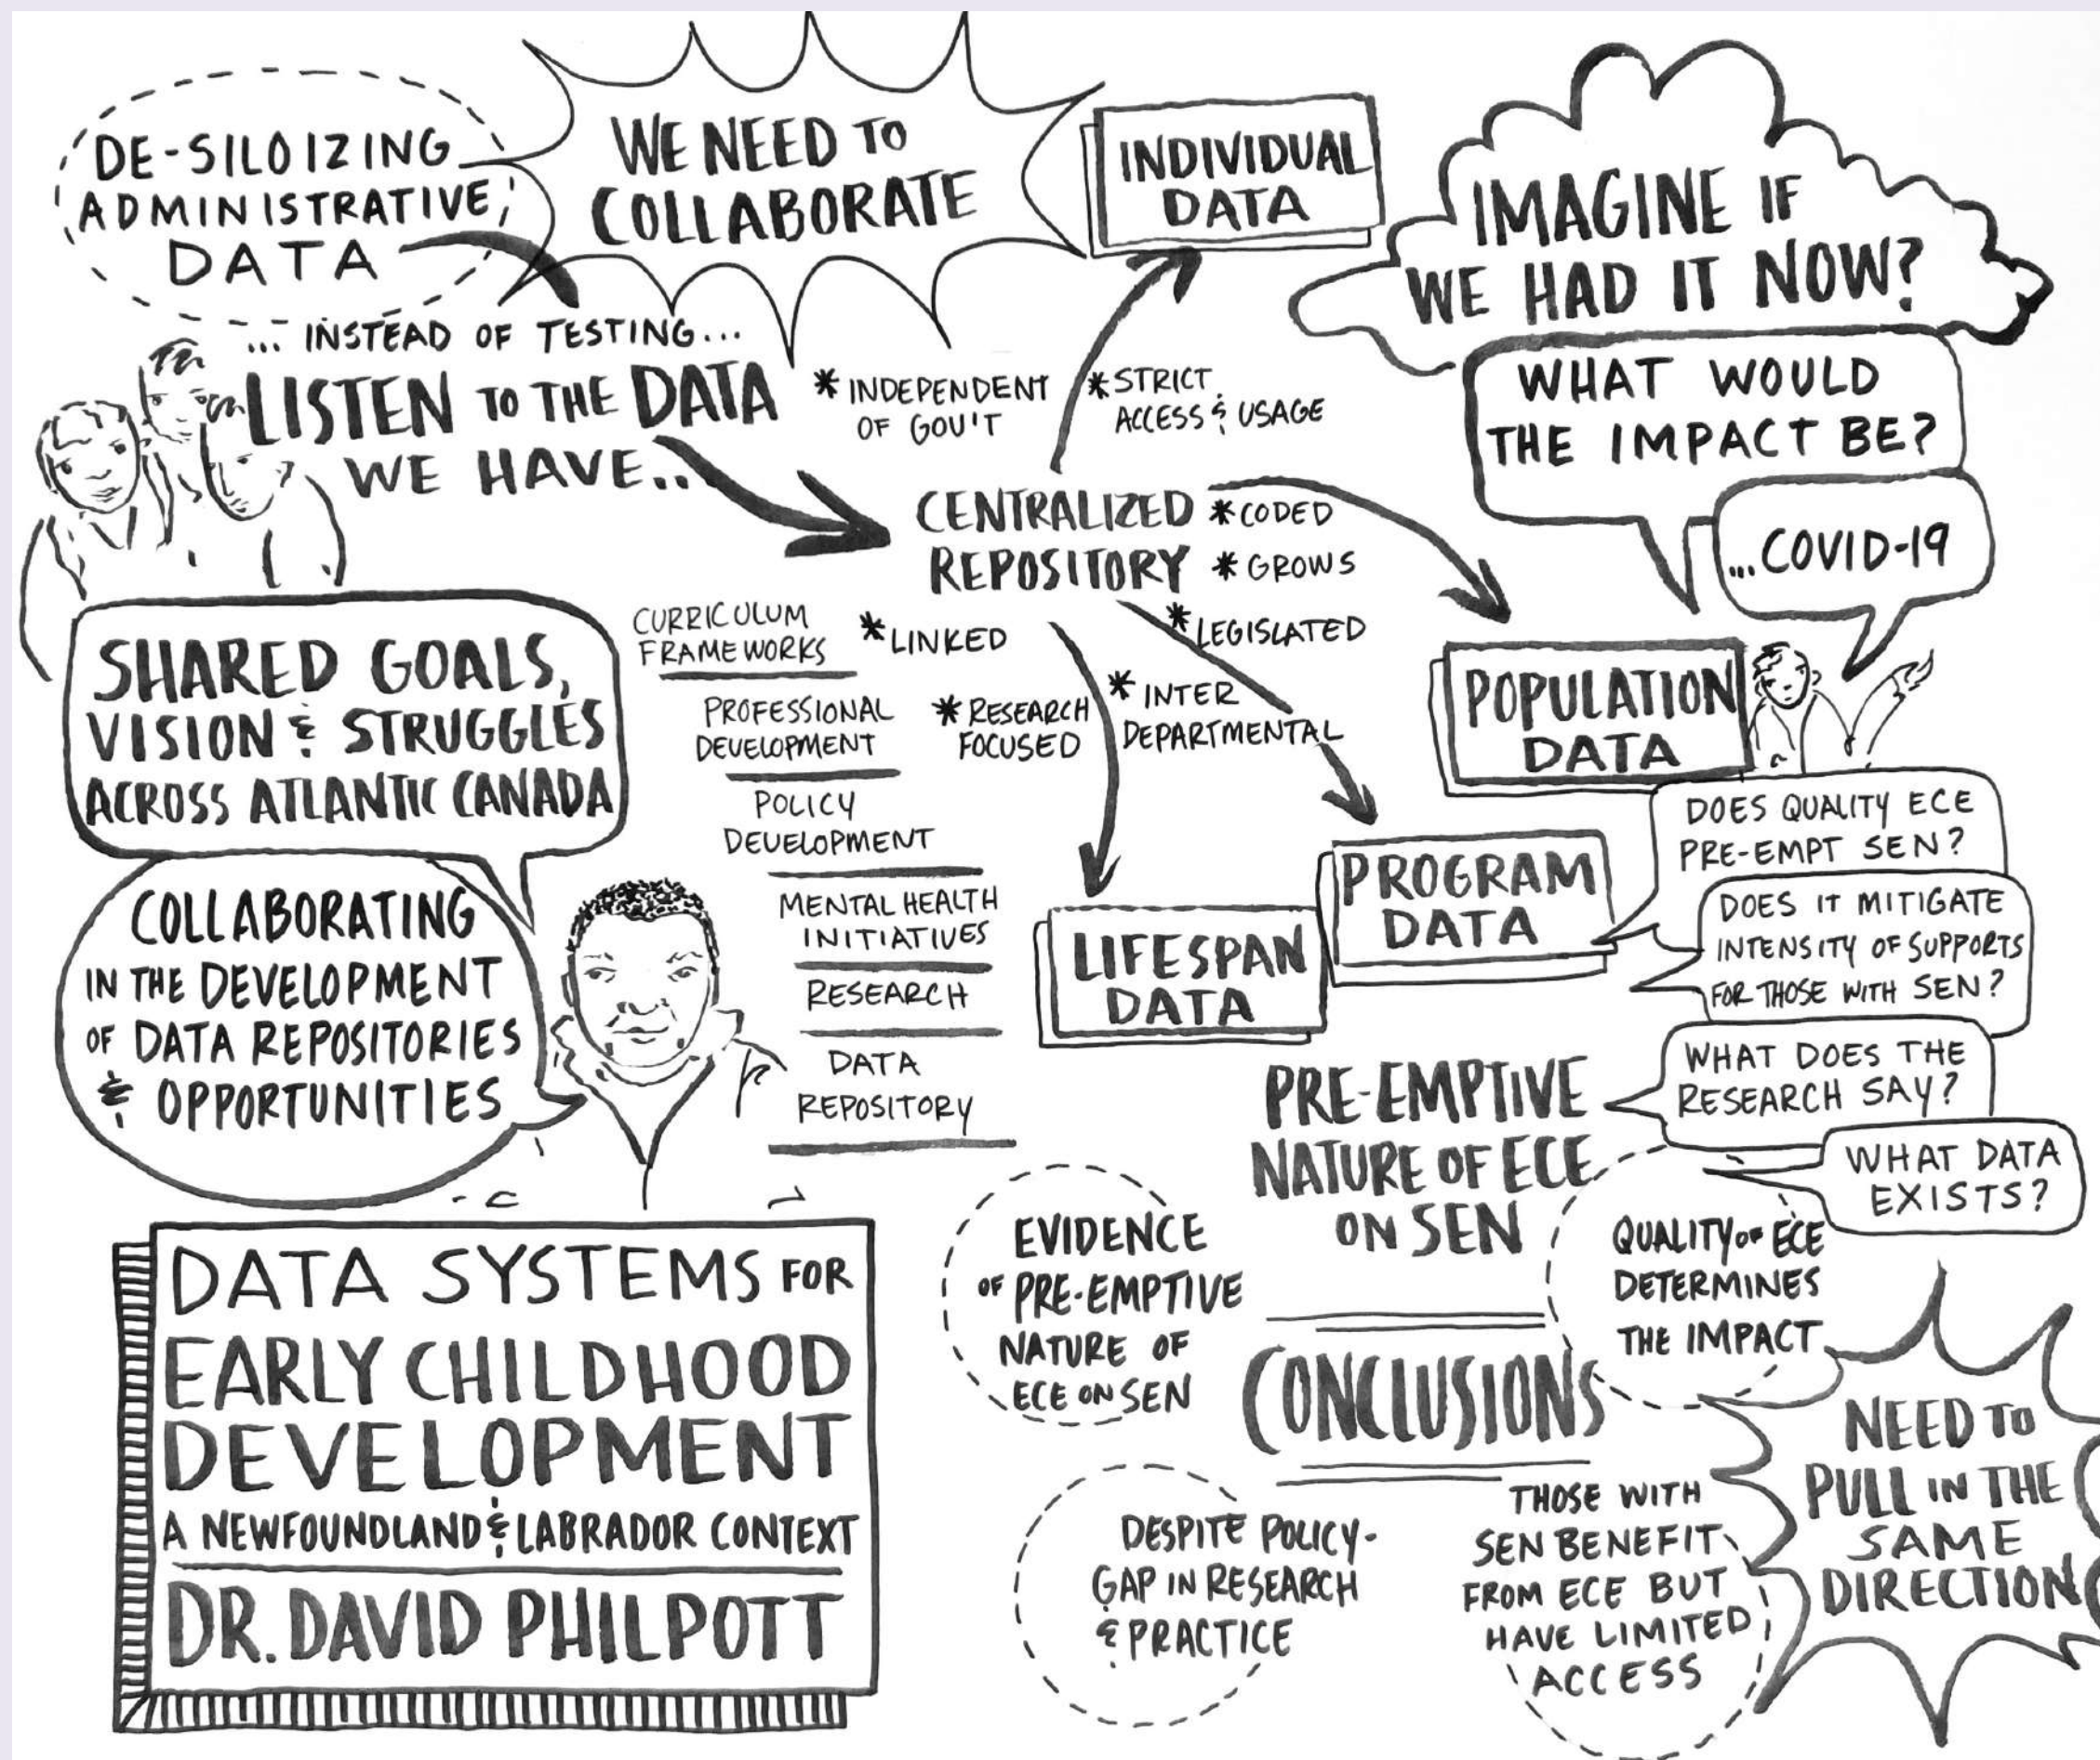 DE-SILOIZING
ADMINISTRATIVE
DATA
WE NEED TO
COLLABORATE
... INSTEAD OF TESTING...
LISTEN TO THE DATA
WE HAVE..
* INDEPENDENT
OF GOV'T
* STRICT
ACCESS & USAGE
INDIVIDUAL
DATA
IMAGINE IF
WE HAD IT NOW?
WHAT WOULD
THE IMPACT BE?
...COVID-19
CENTRALIZED
REPOSITORY
* CODED
* GROWS
* LINKED
* LEGISLATED
* RESEARCH
FOCUSED
* INTER
DEPARTMENTAL
POPULATION
DATA
PROGRAM
DATA
LIFESPAN
DATA
SHARED GOALS,
VISION & STRUGGLES
ACROSS ATLANTIC CANADA
COLLABORATING
IN THE DEVELOPMENT
OF DATA REPOSITORIES
& OPPORTUNITIES
CURRICULUM
FRAMEWORKS
PROFESSIONAL
DEVELOPMENT
POLICY
DEVELOPMENT
MENTAL HEALTH
INITIATIVES
RESEARCH
DATA
REPOSITORY
DOES QUALITY ECE
PRE-EMPT SEN?
DOES IT MITIGATE
INTENSITY OF SUPPORTS
FOR THOSE WITH SEN?
WHAT DOES THE
RESEARCH SAY?
WHAT DATA
EXISTS?
PRE-EMPTIVE
NATURE OF ECE
ON SEN
EVIDENCE
OF PRE-EMPTIVE
NATURE OF
ECE ON SEN
QUALITY OF ECE
DETERMINES
THE IMPACT
CONCLUSIONS
DESPITE POLICY-
GAP IN RESEARCH
& PRACTICE
THOSE WITH
SEN BENEFIT
FROM ECE BUT
HAVE LIMITED
ACCESS
NEED TO
PULL IN THE
SAME
DIRECTION
DATA SYSTEMS FOR
EARLY CHILDHOOD
DEVELOPMENT
A NEWFOUNDLAND & LABRADOR CONTEXT
DR. DAVID PHILPOTT